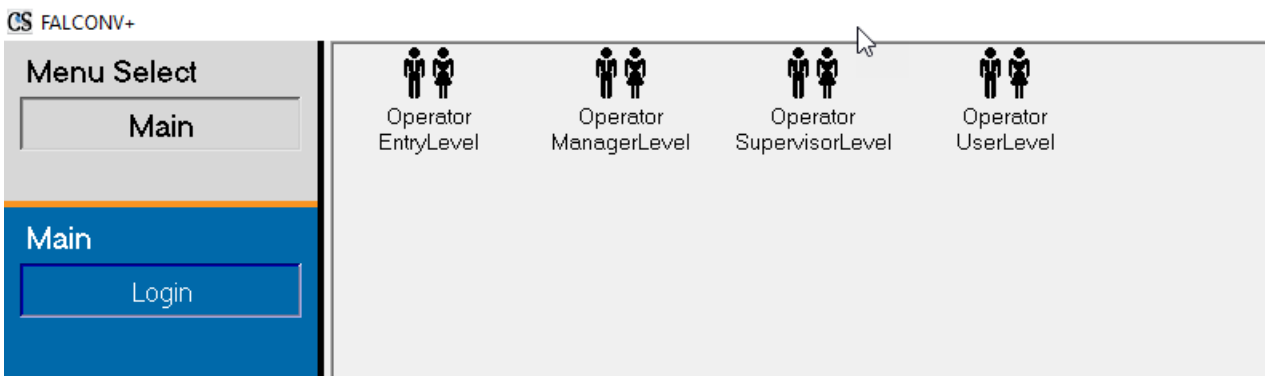 CS FALCONV+
Menu Select
Main
Main
Login
Operator
EntryLevel
Operator
ManagerLevel
Operator
SupervisorLevel
Operator
UserLevel